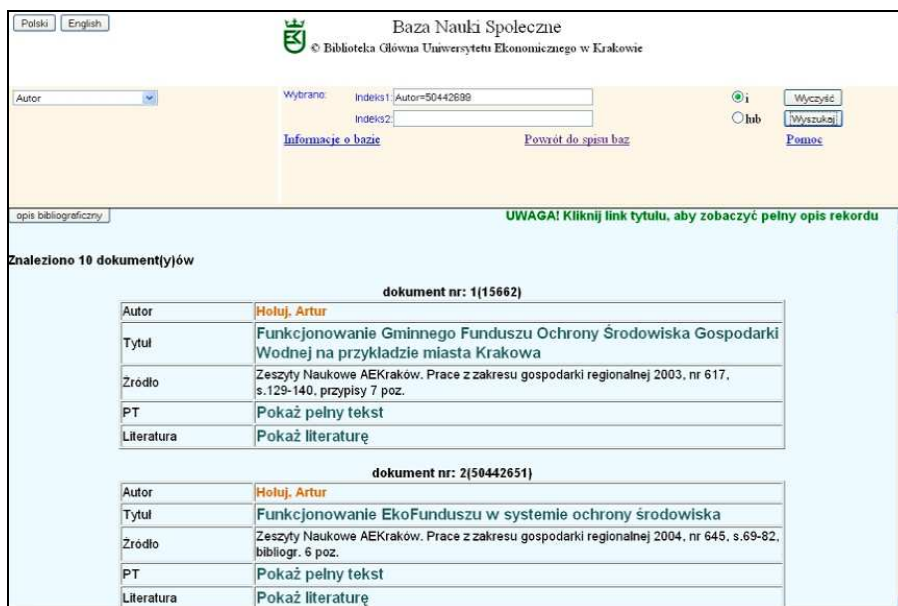 Polski English
Baza Nauki Społeczne
© Biblioteka Główna Uniwersytetu Ekonomicznego w Krakowie
Autor
Wybrano: Indeks1: Autor=50442699 i Wyczyść
Indeks2: lub Wyszukaj
Informacje o bazie Powrót do spisu baz Pomoc
opis bibliograficzny UWAGA! Kliknij link tytułu, aby zobaczyć pełny opis rekordu
Znaleziono 10 dokument(y)ów
dokument nr: 1(15662)
Autor Hołuj, Artur
Tytuł Funkcjonowanie Gminnego Funduszu Ochrony Środowiska Gospodarki
Wodnej na przykładzie miasta Krakowa
Źródło Zeszyty Naukowe AEKraków. Prace z zakresu gospodarki regionalnej 2003, nr 617,
s.129-140, przypisy 7 poz.
PT Pokaż pełny tekst
Literatura Pokaż literaturę
dokument nr: 2(50442651)
Autor Hołuj, Artur
Tytuł Funkcjonowanie EkoFunduszu w systemie ochrony środowiska
Źródło Zeszyty Naukowe AEKraków. Prace z zakresu gospodarki regionalnej 2004, nr 645, s.69-82,
bibliogr. 6 poz.
PT Pokaż pełny tekst
Literatura Pokaż literaturę